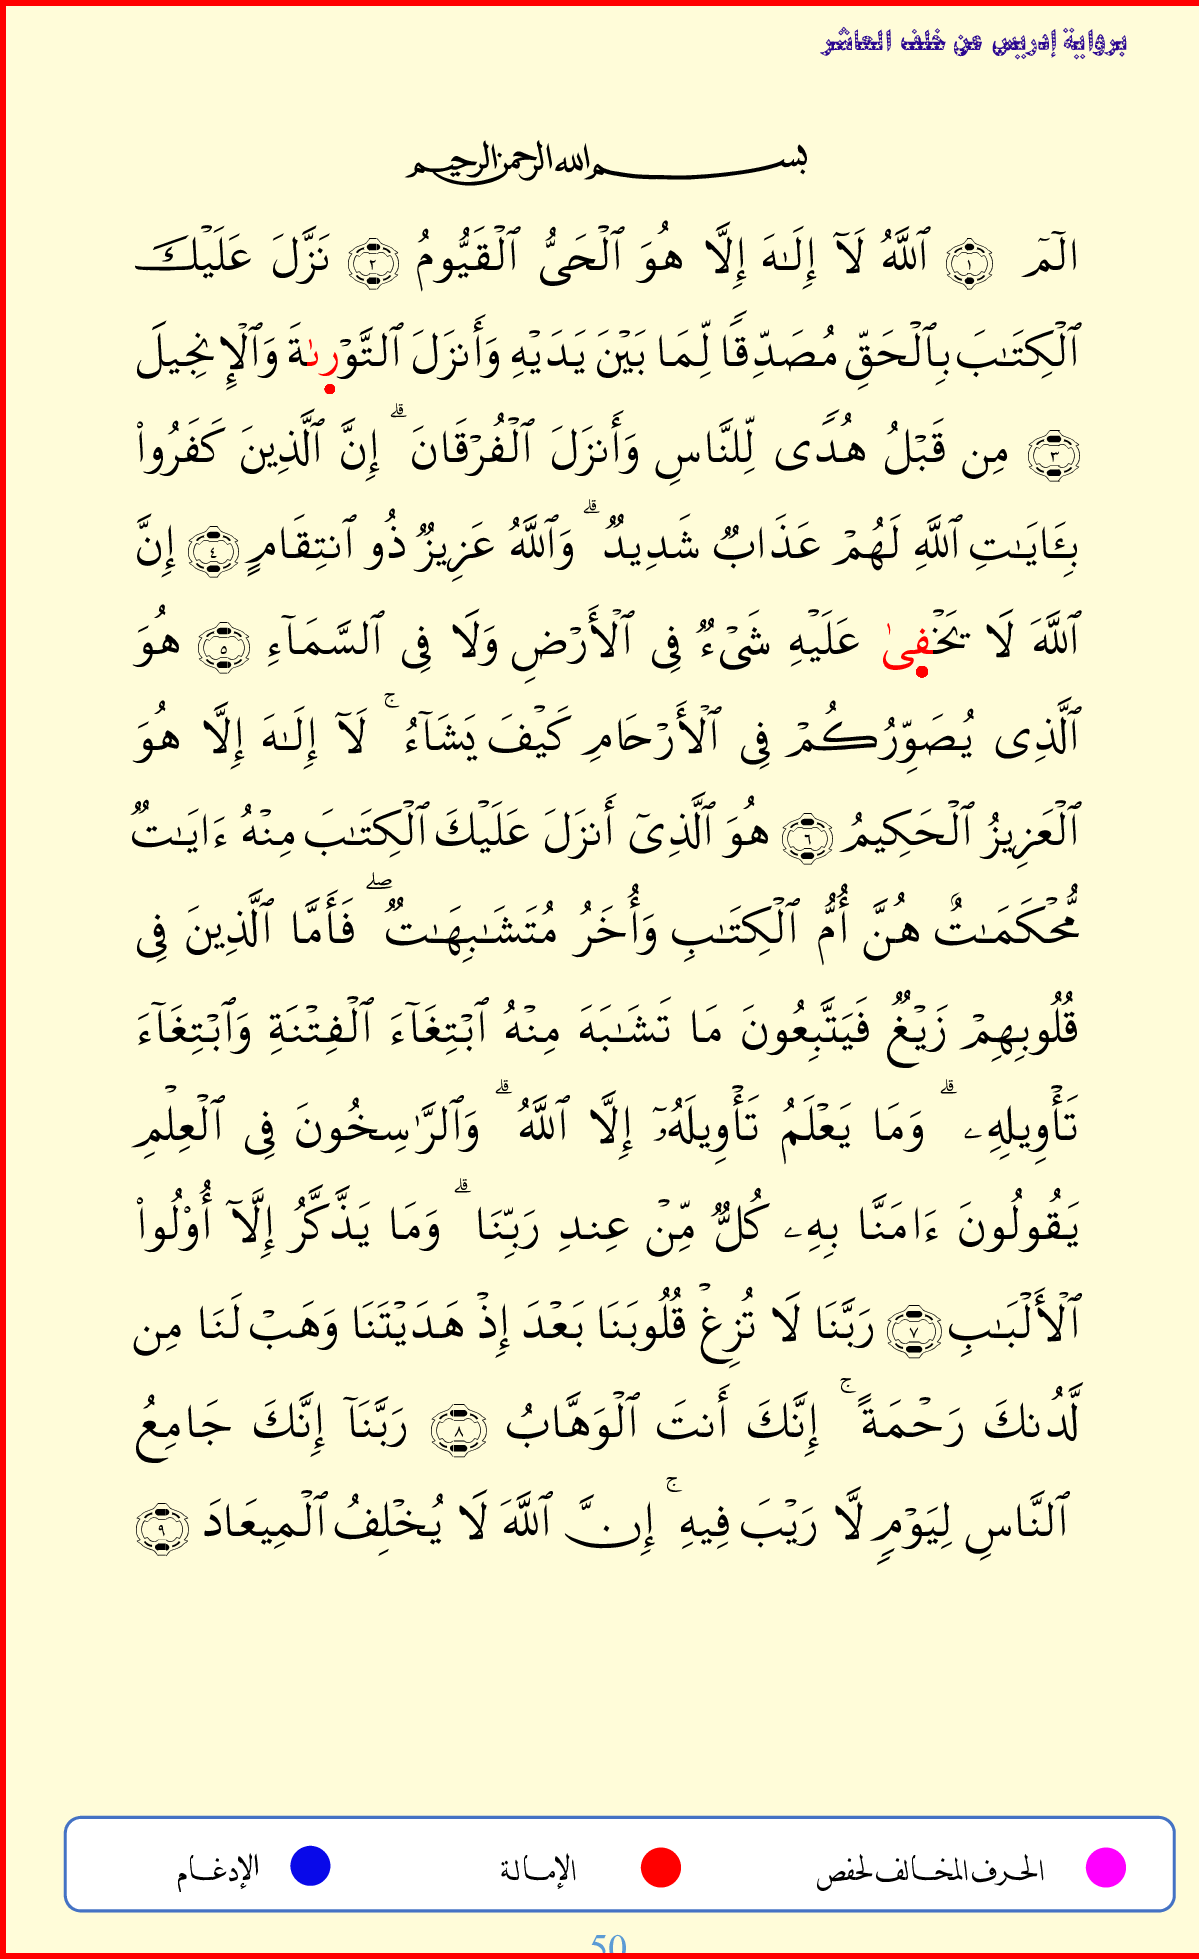 برواية إدريس عن خلف العاشر
بسم الله الرحمن الرحيم
الٓمٓ ١ ٱللَّهُ لَآ إِلَـٰهَ إِلَّا هُوَ ٱلْحَىُّ ٱلْقَيُّومُ ٢ نَزَّلَ عَلَيْكَ
ٱلْكِتَـٰبَ بِٱلْحَقِّ مُصَدِّقًا لِّمَا بَيْنَ يَدَيْهِ وَأَنزَلَ ٱلتَّوْرىٰةَ وَٱلْإِنجِيلَ
٣ مِن قَبْلُ هُدًى لِّلنَّاسِ وَأَنزَلَ ٱلْفُرْقَانَ ۗ إِنَّ ٱلَّذِينَ كَفَرُوا۟
بِـَٔايَـٰتِ ٱللَّهِ لَهُمْ عَذَابٌ شَدِيدٌ ۗ وَٱللَّهُ عَزِيزٌ ذُو ٱنتِقَامٍ ٤ إِنَّ
ٱللَّهَ لَا يَخْفىٰ عَلَيْهِ شَىْءٌ فِى ٱلْأَرْضِ وَلَا فِى ٱلسَّمَآءِ ٥ هُوَ
ٱلَّذِى يُصَوِّرُكُمْ فِى ٱلْأَرْحَامِ كَيْفَ يَشَآءُ ۚ لَآ إِلَـٰهَ إِلَّا هُوَ
ٱلْعَزِيزُ ٱلْحَكِيمُ ٦ هُوَ ٱلَّذِىٓ أَنزَلَ عَلَيْكَ ٱلْكِتَـٰبَ مِنْهُ ءَايَـٰتٌ
مُّحْكَمَـٰتٌ هُنَّ أُمُّ ٱلْكِتَـٰبِ وَأُخَرُ مُتَشَـٰبِهَـٰتٌ ۖ فَأَمَّا ٱلَّذِينَ فِى
قُلُوبِهِمْ زَيْغٌ فَيَتَّبِعُونَ مَا تَشَـٰبَهَ مِنْهُ ٱبْتِغَآءَ ٱلْفِتْنَةِ وَٱبْتِغَآءَ
تَأْوِيلِهِۦ ۗ وَمَا يَعْلَمُ تَأْوِيلَهُۥٓ إِلَّا ٱللَّهُ ۗ وَٱلرَّٰسِخُونَ فِى ٱلْعِلْمِ
يَقُولُونَ ءَامَنَّا بِهِۦ كُلٌّ مِّنْ عِندِ رَبِّنَا ۗ وَمَا يَذَّكَّرُ إِلَّآ أُو۟لُوا۟
ٱلْأَلْبَـٰبِ ٧ رَبَّنَا لَا تُزِغْ قُلُوبَنَا بَعْدَ إِذْ هَدَيْتَنَا وَهَبْ لَنَا مِن
لَّدُنكَ رَحْمَةً ۚ إِنَّكَ أَنتَ ٱلْوَهَّابُ ٨ رَبَّنَآ إِنَّكَ جَامِعُ
ٱلنَّاسِ لِيَوْمٍ لَّا رَيْبَ فِيهِ ۚ إِنَّ ٱللَّهَ لَا يُخْلِفُ ٱلْمِيعَادَ ٩
الحرف المخالف لحفص الإمالة الإدغام
50